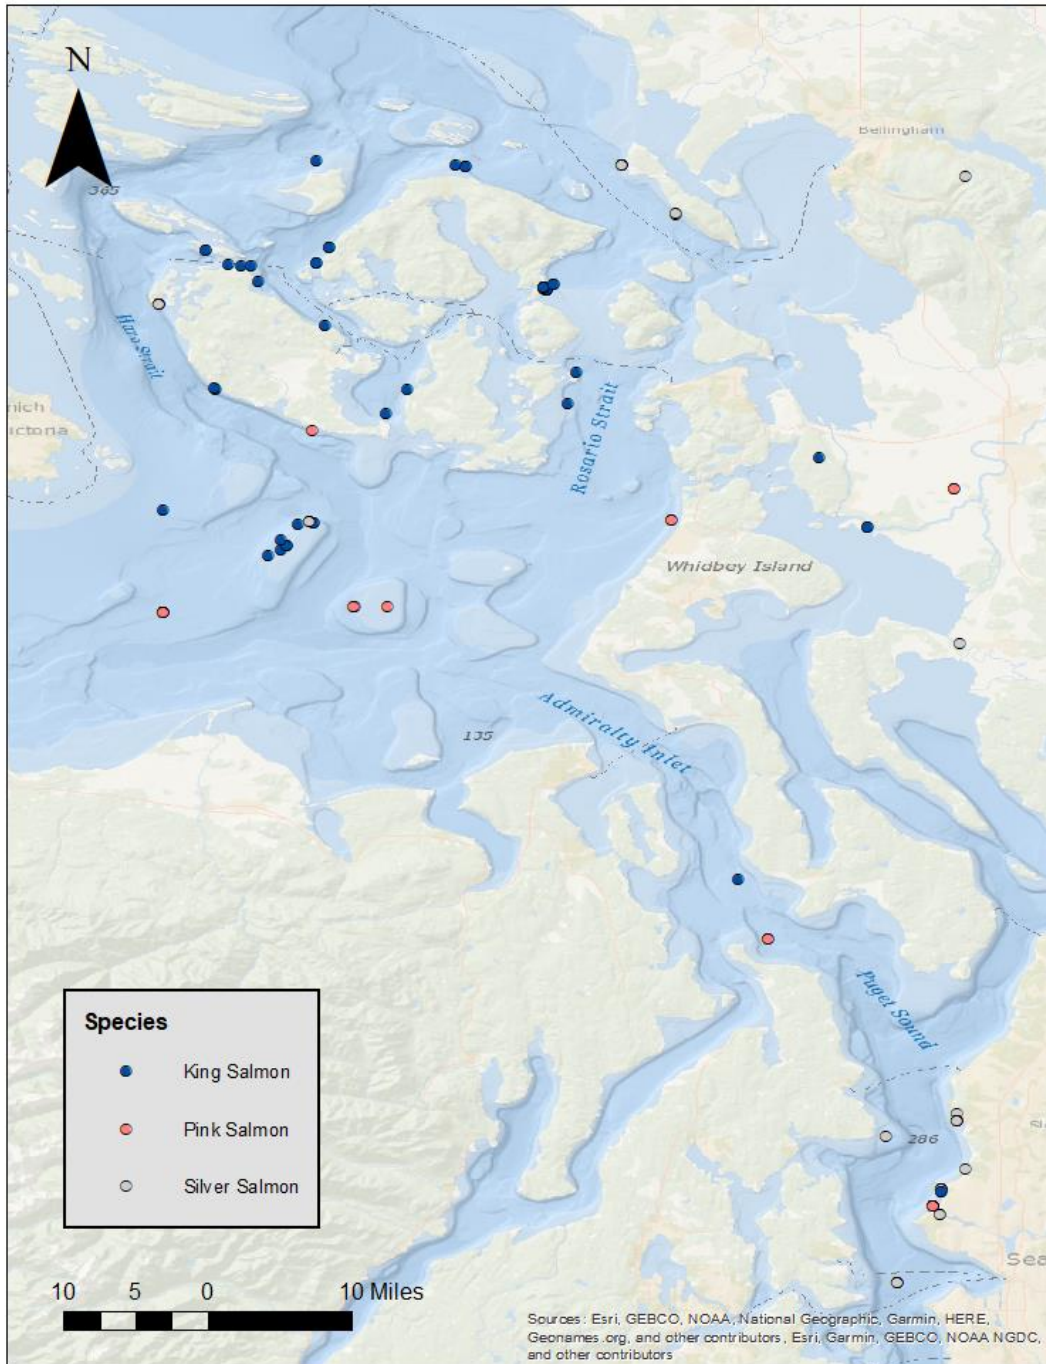 N
Bellingham
365
Haro Strait
nich
ictoria
Rosario Strait
Whidbey Island
Admiralty Inlet
135
Puget Sound
286
Sea
Species
King Salmon
Pink Salmon
Silver Salmon
10 5 0 10 Miles
Sources: Esri, GEBCO, NOAA, National Geographic, Garmin, HERE,
Geonames.org, and other contributors, Esri, Garmin, GEBCO, NOAA NGDC,
and other contributors